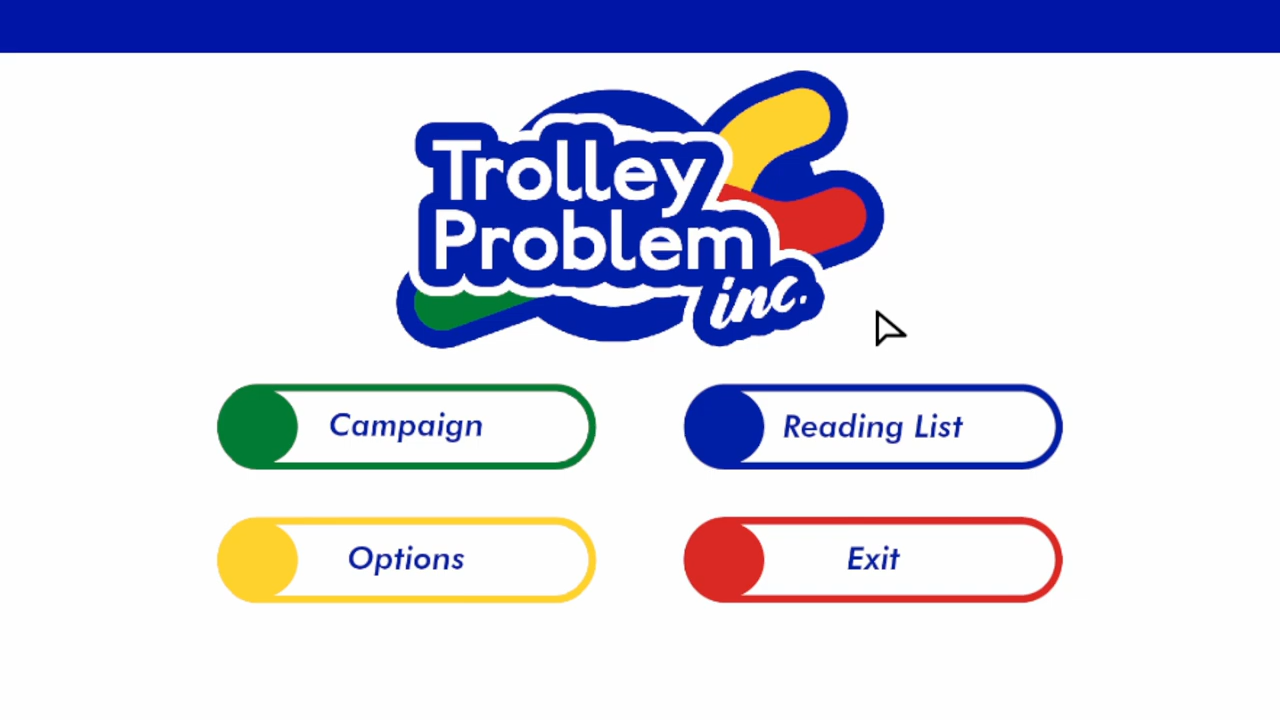 Trolley
Problem
inc.
Campaign
Reading List
Options
Exit